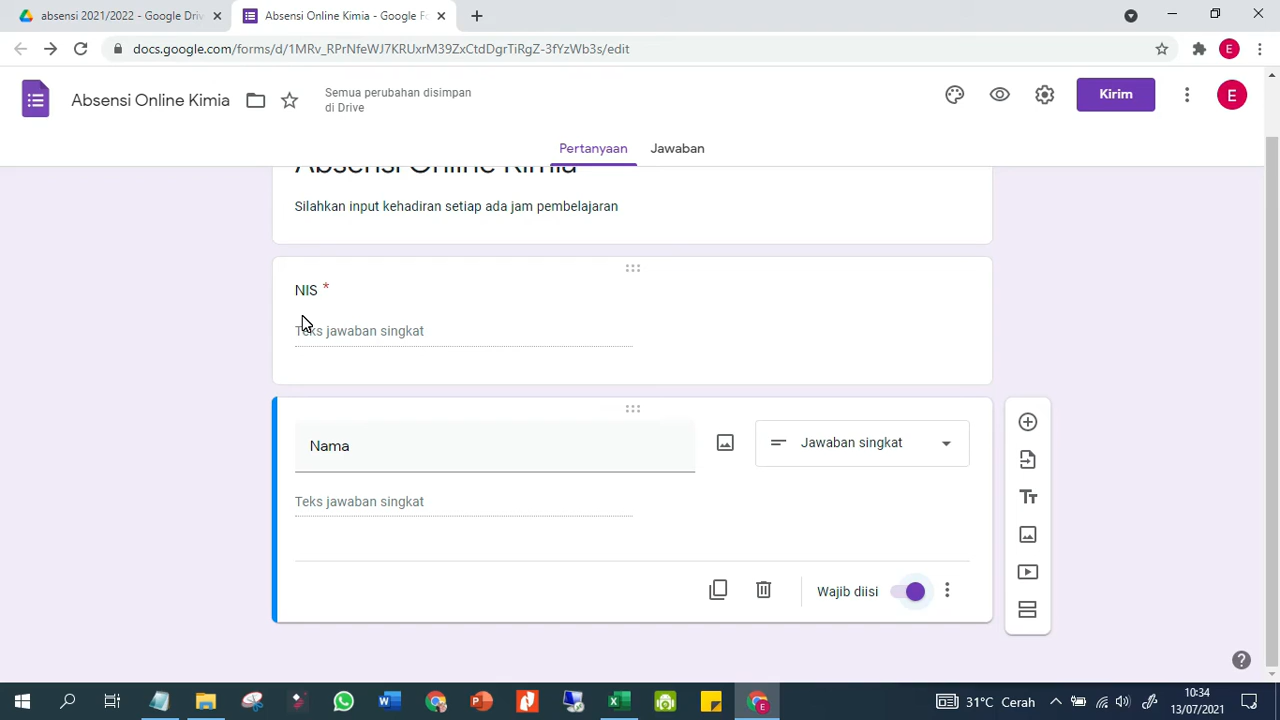 absensi 2021/2022 - Google Driv
Absensi Online Kimia - Google Fo
docs.google.com/forms/d/1MRv_RPrNfeWJ7KRUxrM39ZxCtdDgrTiRgZ-3fYzWb3s/edit
E
Absensi Online Kimia
Semua perubahan disimpan
di Drive
Kirim
E
Pertanyaan
Jawaban
Absensi Online Kimia
Silahkan input kehadiran setiap ada jam pembelajaran
NIS *
Teks jawaban singkat
Nama
Jawaban singkat
Teks jawaban singkat
Wajib diisi
31°C Cerah
10:34
13/07/2021